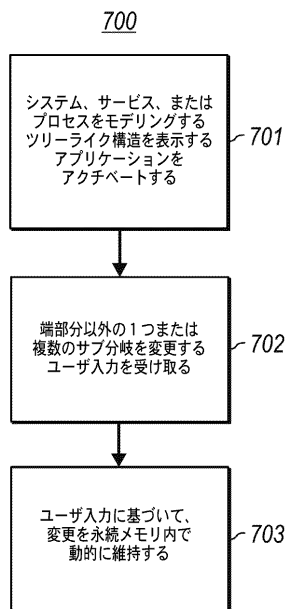 700
システム、サービス、または
プロセスをモデリングする
ツリーライク構造を表示する
アプリケーションを
アクチベートする
701
端部分以外の1つまたは
複数のサブ分岐を変更する
ユーザ入力を受け取る
702
ユーザ入力に基づいて、
変更を永続メモリ内で
動的に維持する
703